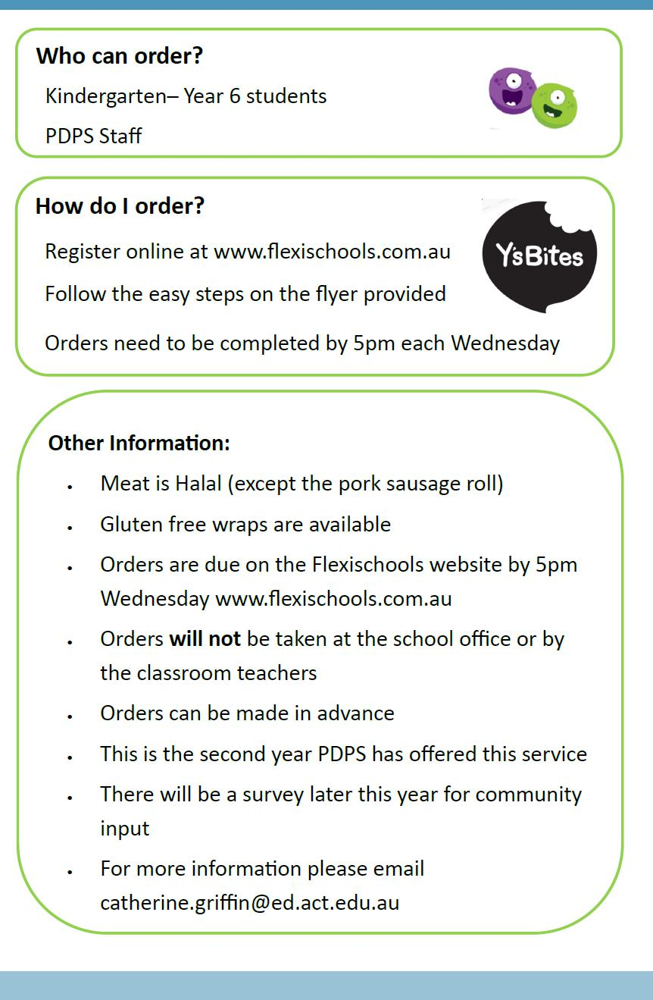 Who can order?
Kindergarten– Year 6 students
PDPS Staff
How do I order?
Register online at www.flexischools.com.au
Y's Bites
Follow the easy steps on the flyer provided
Orders need to be completed by 5pm each Wednesday
Other Information:
• Meat is Halal (except the pork sausage roll)
• Gluten free wraps are available
• Orders are due on the Flexischools website by 5pm
Wednesday www.flexischools.com.au
• Orders will not be taken at the school office or by
the classroom teachers
• Orders can be made in advance
• This is the second year PDPS has offered this service
• There will be a survey later this year for community
input
• For more information please email
catherine.griffin@ed.act.edu.au